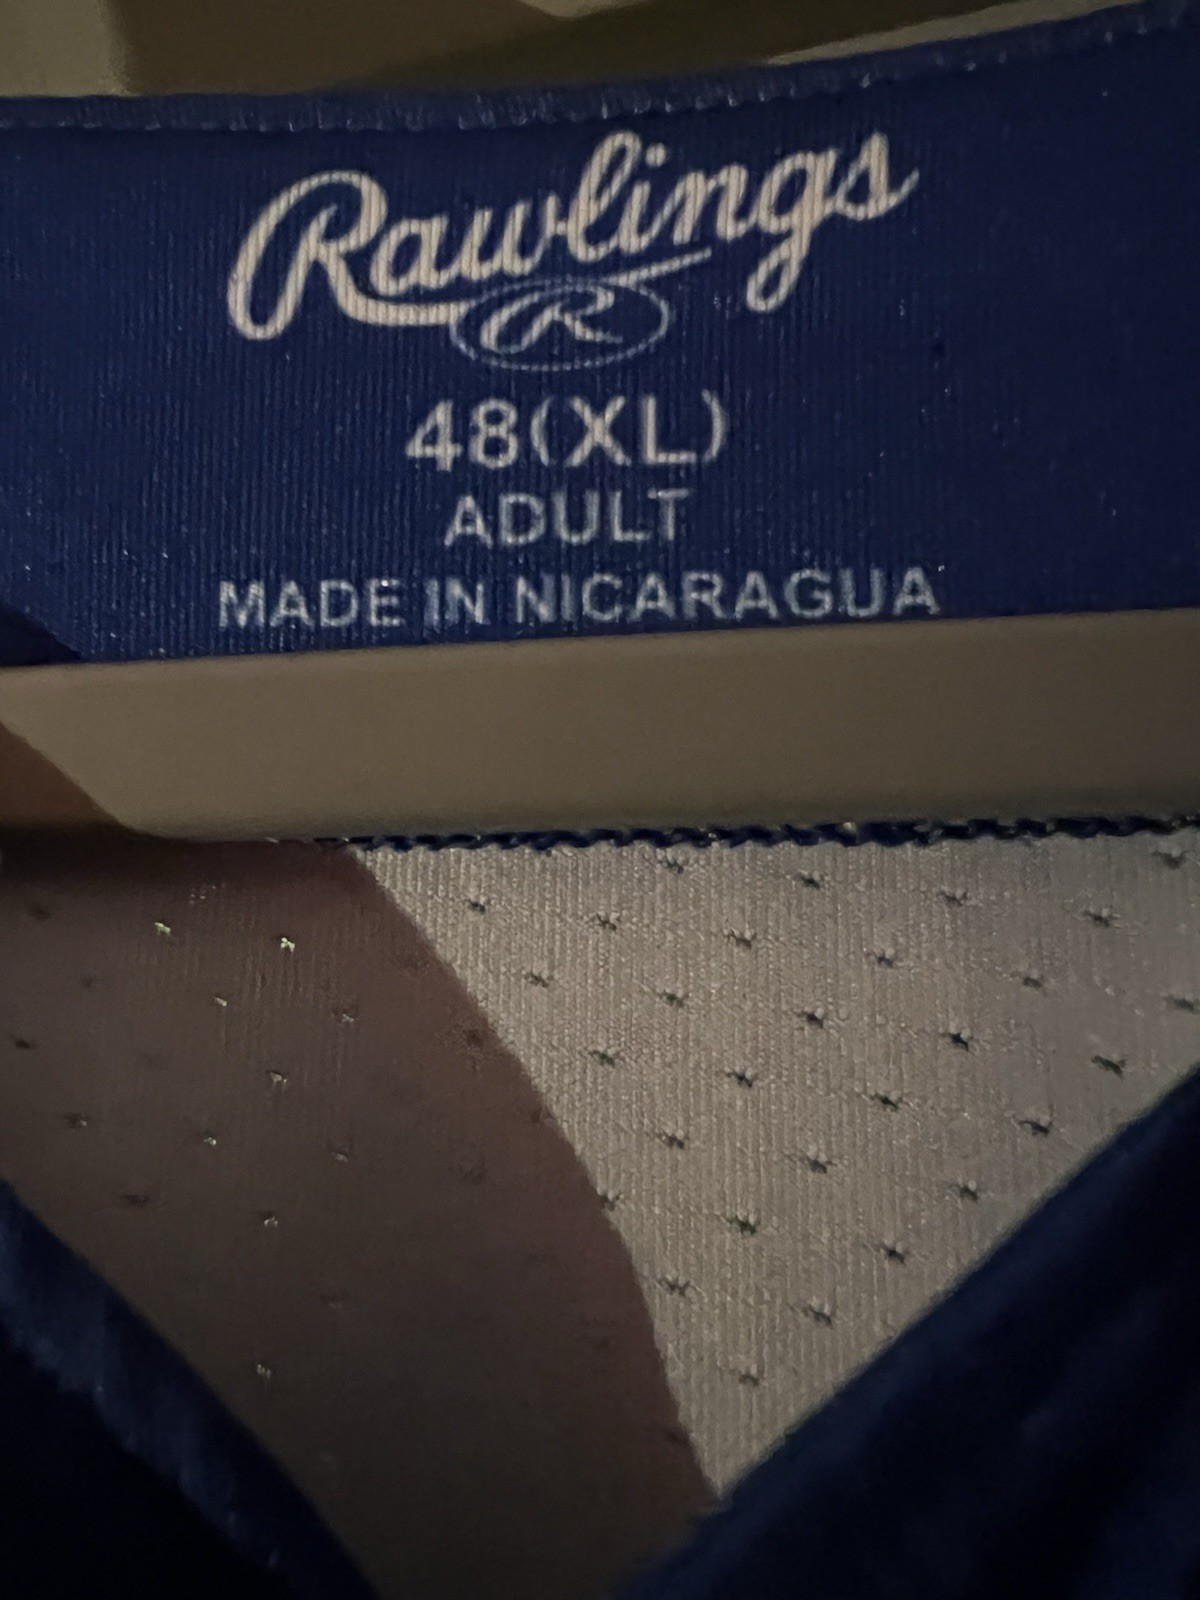 Rawlings
R
48(XL)
ADULT
MADE IN NICARAGUA